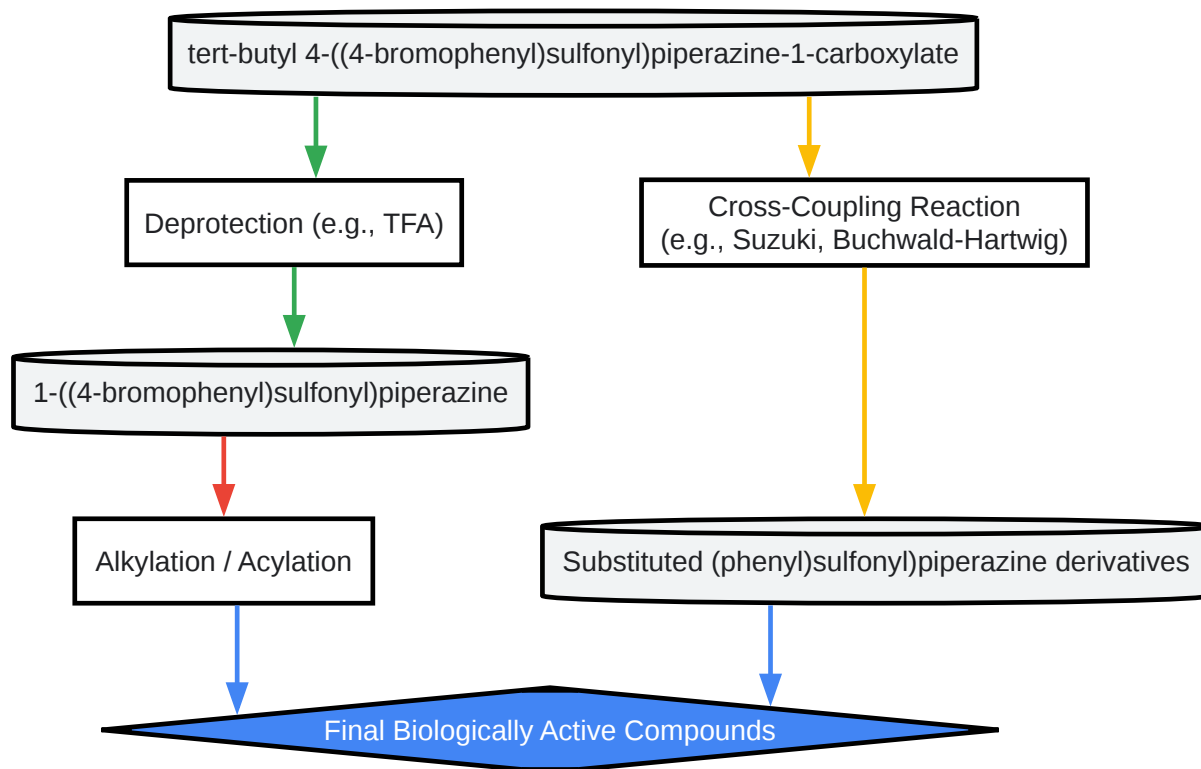 tert-butyl 4-((4-bromophenyl)sulfonyl)piperazine-1-carboxylate
Deprotection (e.g., TFA)
Cross-Coupling Reaction
(e.g., Suzuki, Buchwald-Hartwig)
1-((4-bromophenyl)sulfonyl)piperazine
Alkylation / Acylation
Substituted (phenyl)sulfonyl)piperazine derivatives
Final Biologically Active Compounds